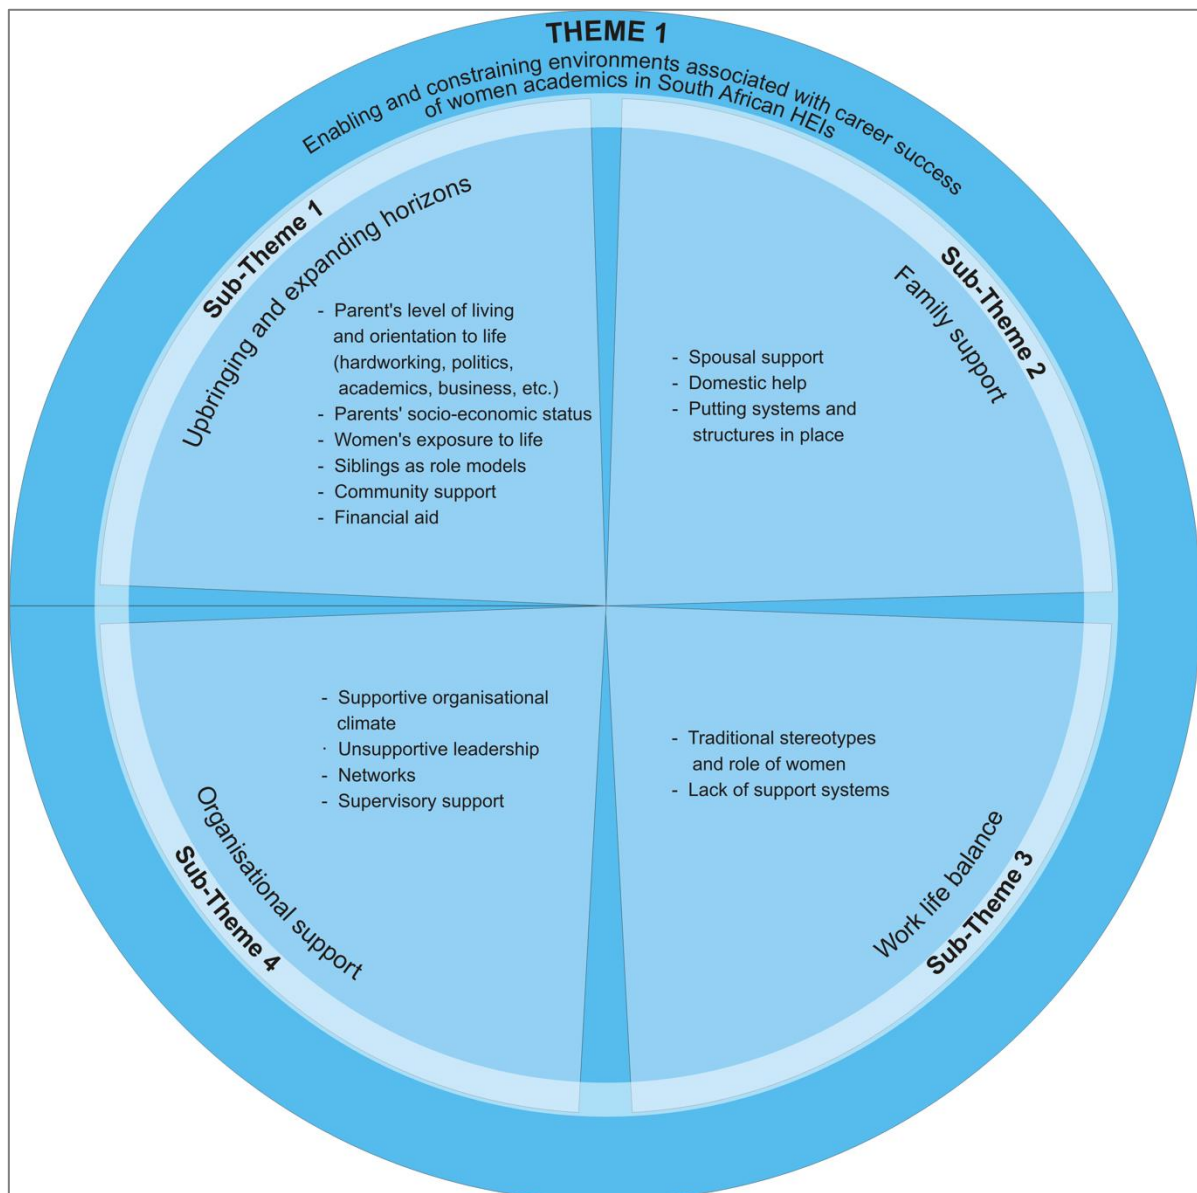 THEME 1
Enabling and constraining environments associated with career success
of women academics in South African HEIs
Sub-Theme 1
Upbringing and expanding horizons
- Parent's level of living
and orientation to life
(hardworking, politics,
academics, business, etc.)
- Parents' socio-economic status
- Women's exposure to life
- Siblings as role models
- Community support
- Financial aid
Sub-Theme 2
Family support
- Spousal support
- Domestic help
- Putting systems and
structures in place
Sub-Theme 3
Work life balance
- Traditional stereotypes
and role of women
- Lack of support systems
Sub-Theme 4
Organisational support
- Supportive organisational
climate
· Unsupportive leadership
- Networks
- Supervisory support